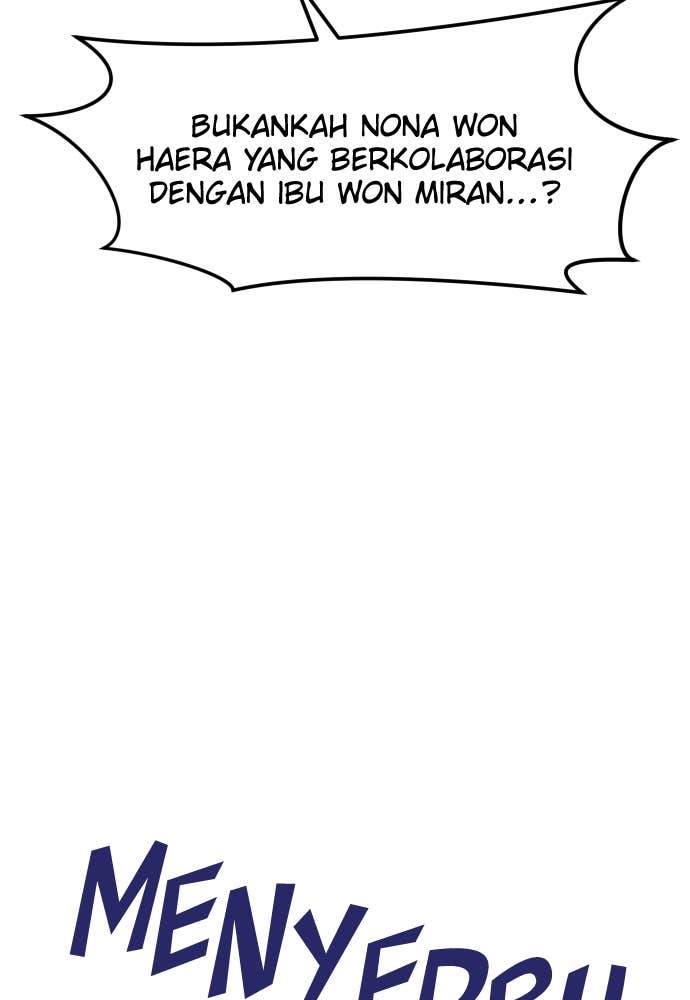 BUKANKAH NONA WON
HAERA YANG BERKOLABORASI
DENGAN IBU WON MIRAN...?